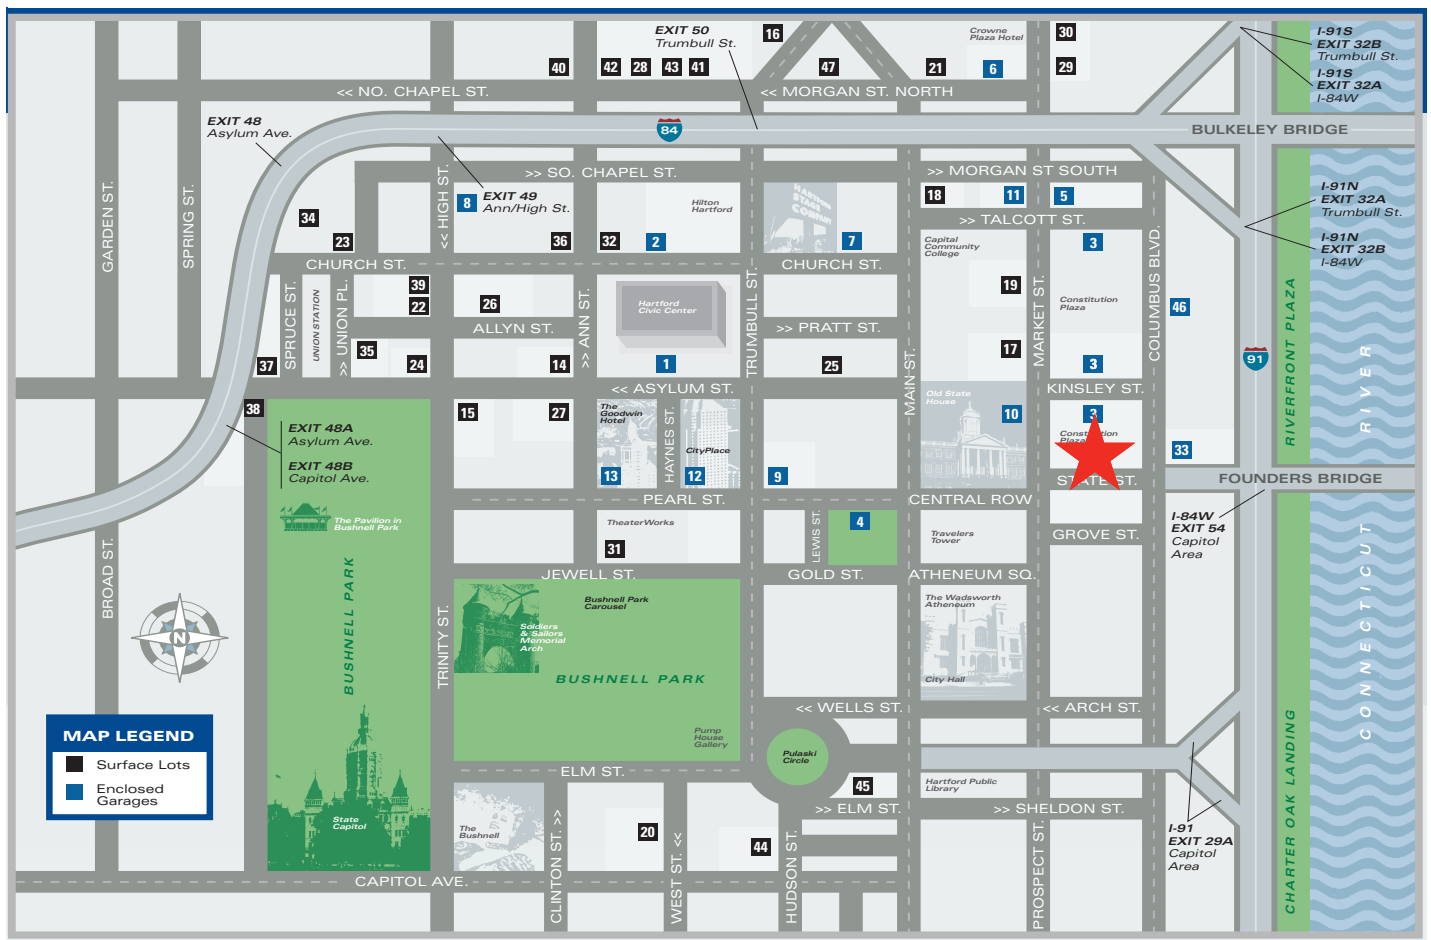 EXIT 50
Trumbull St.
16
Crowne
Plaza Hotel
30
I-91S
EXIT 32B
Trumbull St.
I-91S
EXIT 32A
I-84W
40
42
28
43
41
47
21
6
29
<< NO. CHAPEL ST.
<< MORGAN ST. NORTH
EXIT 48
Asylum Ave.
84
BULKELEY BRIDGE
>> SO. CHAPEL ST.
>> MORGAN ST SOUTH
GARDEN ST.
SPRING ST.
<< HIGH ST.
8
EXIT 49
Ann/High St.
Hilton
Hartford
HARTFORD
STAGE
COMPANY
18
11
5
I-91N
EXIT 32A
Trumbull St.
I-91N
EXIT 32B
I-84W
34
23
36
32
2
7
>> TALCOTT ST.
Capital
Community
College
3
CHURCH ST.
CHURCH ST.
SPRUCE ST.
UNION STATION
>> UNION PL.
39
22
26
>> ANN ST.
Hartford
Civic Center
TRUMBULL ST.
19
MARKET ST.
Constitution
Plaza
COLUMBUS BLVD.
46
RIVERFRONT PLAZA
ALLYN ST.
>> PRATT ST.
37
35
24
14
1
25
MAIN ST.
17
3
91
<< ASYLUM ST.
KINSLEY ST.
38
EXIT 48A
Asylum Ave.
EXIT 48B
Capitol Ave.
15
27
The
Goodwin
Hotel
HAYNES ST.
CityPlace
13
12
9
Old State
House
10
3
Constitution
Plaza
33
RIVER
STATE ST.
FOUNDERS BRIDGE
PEARL ST.
CENTRAL ROW
The Pavilion in
Bushnell Park
TheaterWorks
31
LEWIS ST.
4
Travelers
Tower
GROVE ST.
I-84W
EXIT 54
Capitol
Area
BROAD ST.
BUSHNELL PARK
JEWELL ST.
GOLD ST.
ATHENEUM SQ.
CONNECTICUT
N
TRINITY ST.
Bushnell Park
Carousel
Soldiers
& Sailors
Memorial
Arch
BUSHNELL PARK
The Wadsworth
Atheneum
City Hall
<< WELLS ST.
<< ARCH ST.
MAP LEGEND
Surface Lots
Enclosed
Garages
Pump
House
Gallery
Pulaski
Circle
CHARTER OAK LANDING
ELM ST.
45
Hartford Public
Library
State
Capitol
The
Bushnell
CLINTON ST. >>
20
WEST ST. <<
44
HUDSON ST.
>> ELM ST.
>> SHELDON ST.
PROSPECT ST.
I-91
EXIT 29A
Capitol
Area
CAPITOL AVE.